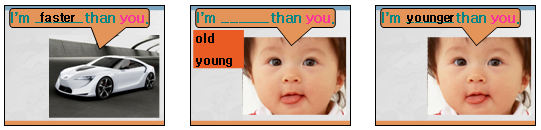 I'm faster than you.
I'm ______ than you.
old
young
I'm younger than you.